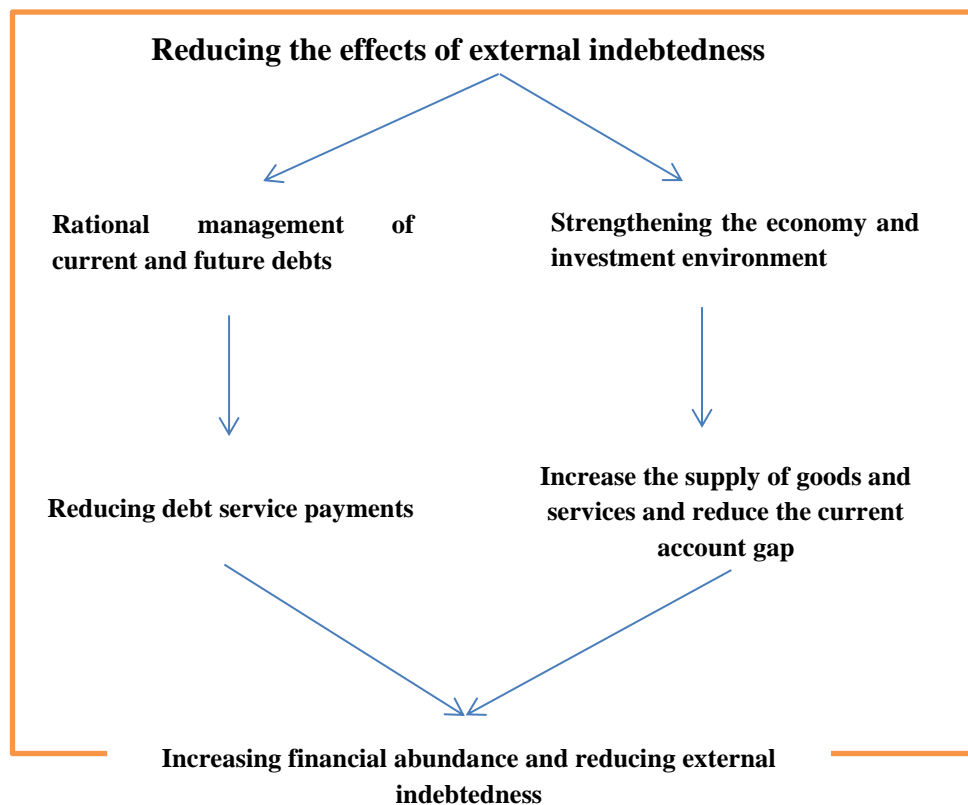 Reducing the effects of external indebtedness
Rational management of
current and future debts
Strengthening the economy and
investment environment
Reducing debt service payments
Increase the supply of goods and
services and reduce the current
account gap
Increasing financial abundance and reducing external
indebtedness